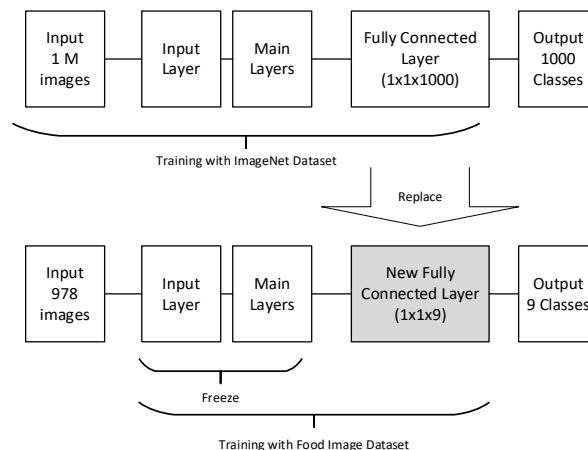 Input
1 M
images
Input
Layer
Main
Layers
Fully Connected
Layer
(1x1x1000)
Output
1000
Classes
Training with ImageNet Dataset
Replace
Input
978
images
Input
Layer
Main
Layers
New Fully
Connected Layer
(1x1x9)
Output
9 Classes
Freeze
Training with Food Image Dataset